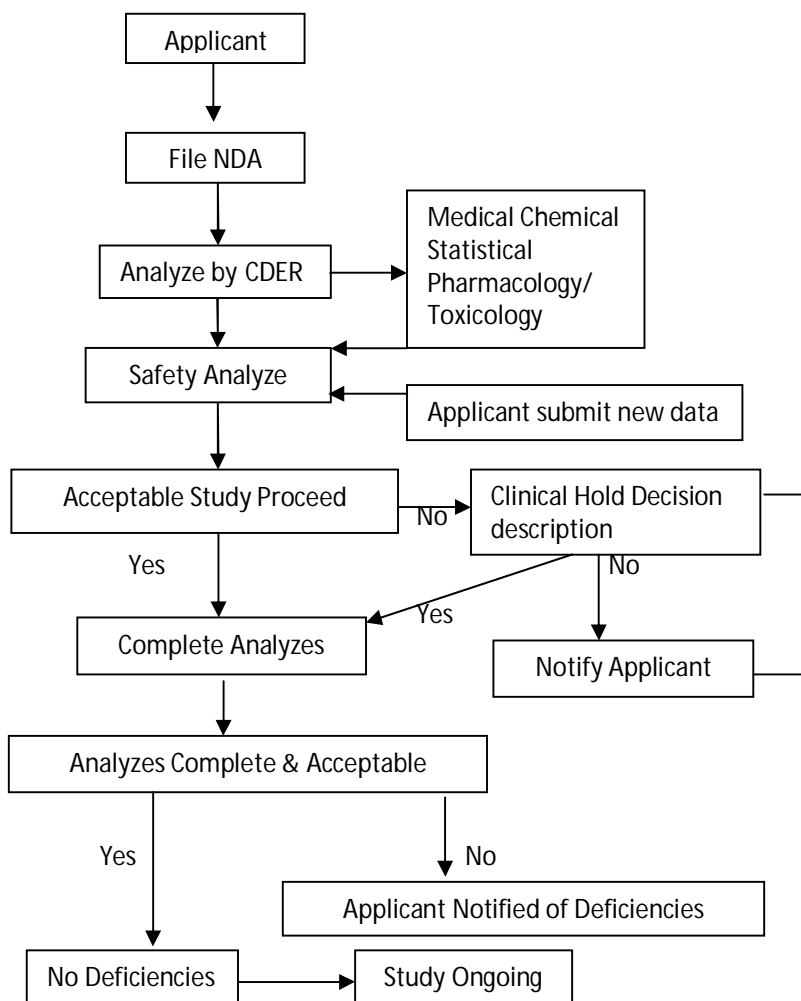 Applicant
File NDA
Analyze by CDER
Medical Chemical
Statistical
Pharmacology/
Toxicology
Safety Analyze
Applicant submit new data
Acceptable Study Proceed
No
Clinical Hold Decision
description
Yes
Yes
No
Complete Analyzes
Notify Applicant
Analyzes Complete & Acceptable
Yes
No
Applicant Notified of Deficiencies
No Deficiencies
Study Ongoing